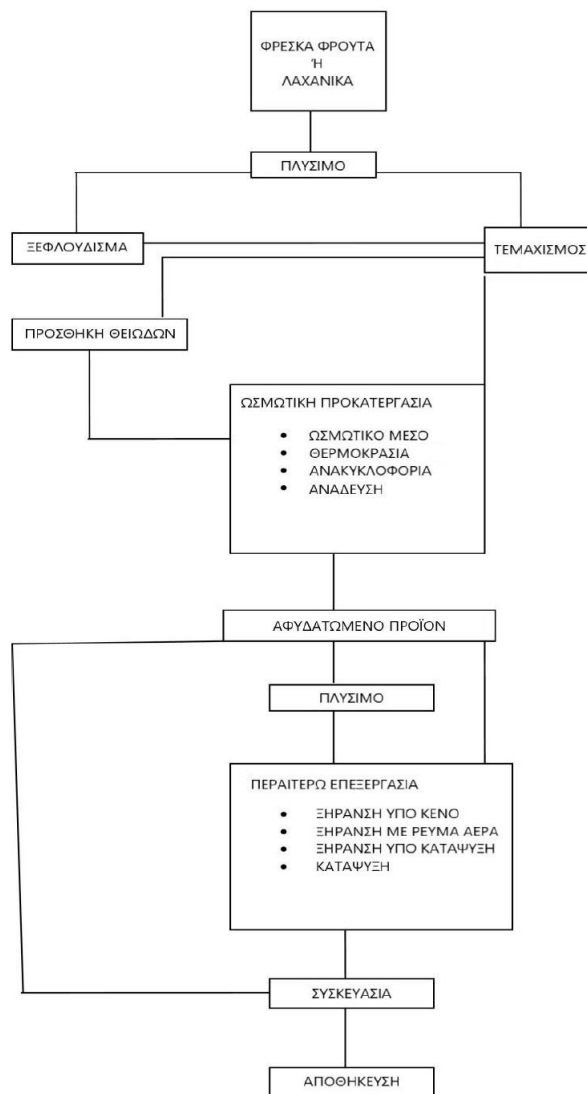 ΦΡΕΣΚΑ ΦΡΟΥΤΑ
Ή
ΛΑΧΑΝΙΚΑ
ΠΛΥΣΙΜΟ
ΞΕΦΛΟΥΔΙΣΜΑ
ΤΕΜΑΧΙΣΜΟΣ
ΠΡΟΣΘΗΚΗ ΘΕΙΩΔΩΝ
ΩΣΜΩΤΙΚΗ ΠΡΟΚΑΤΕΡΓΑΣΙΑ
• ΩΣΜΩΤΙΚΟ ΜΕΣΟ
• ΘΕΡΜΟΚΡΑΣΙΑ
• ΑΝΑΚΥΚΛΟΦΟΡΙΑ
• ΑΝΑΔΕΥΣΗ
ΑΦΥΔΑΤΩΜΕΝΟ ΠΡΟΪΟΝ
ΠΛΥΣΙΜΟ
ΠΕΡΑΙΤΕΡΩ ΕΠΕΞΕΡΓΑΣΙΑ
• ΞΗΡΑΝΣΗ ΥΠΟ ΚΕΝΟ
• ΞΗΡΑΝΣΗ ΜΕ ΡΕΥΜΑ ΑΕΡΑ
• ΞΗΡΑΝΣΗ ΥΠΟ ΚΑΤΑΨΥΞΗ
• ΚΑΤΑΨΥΞΗ
ΣΥΣΚΕΥΑΣΙΑ
ΑΠΟΘΗΚΕΥΣΗ